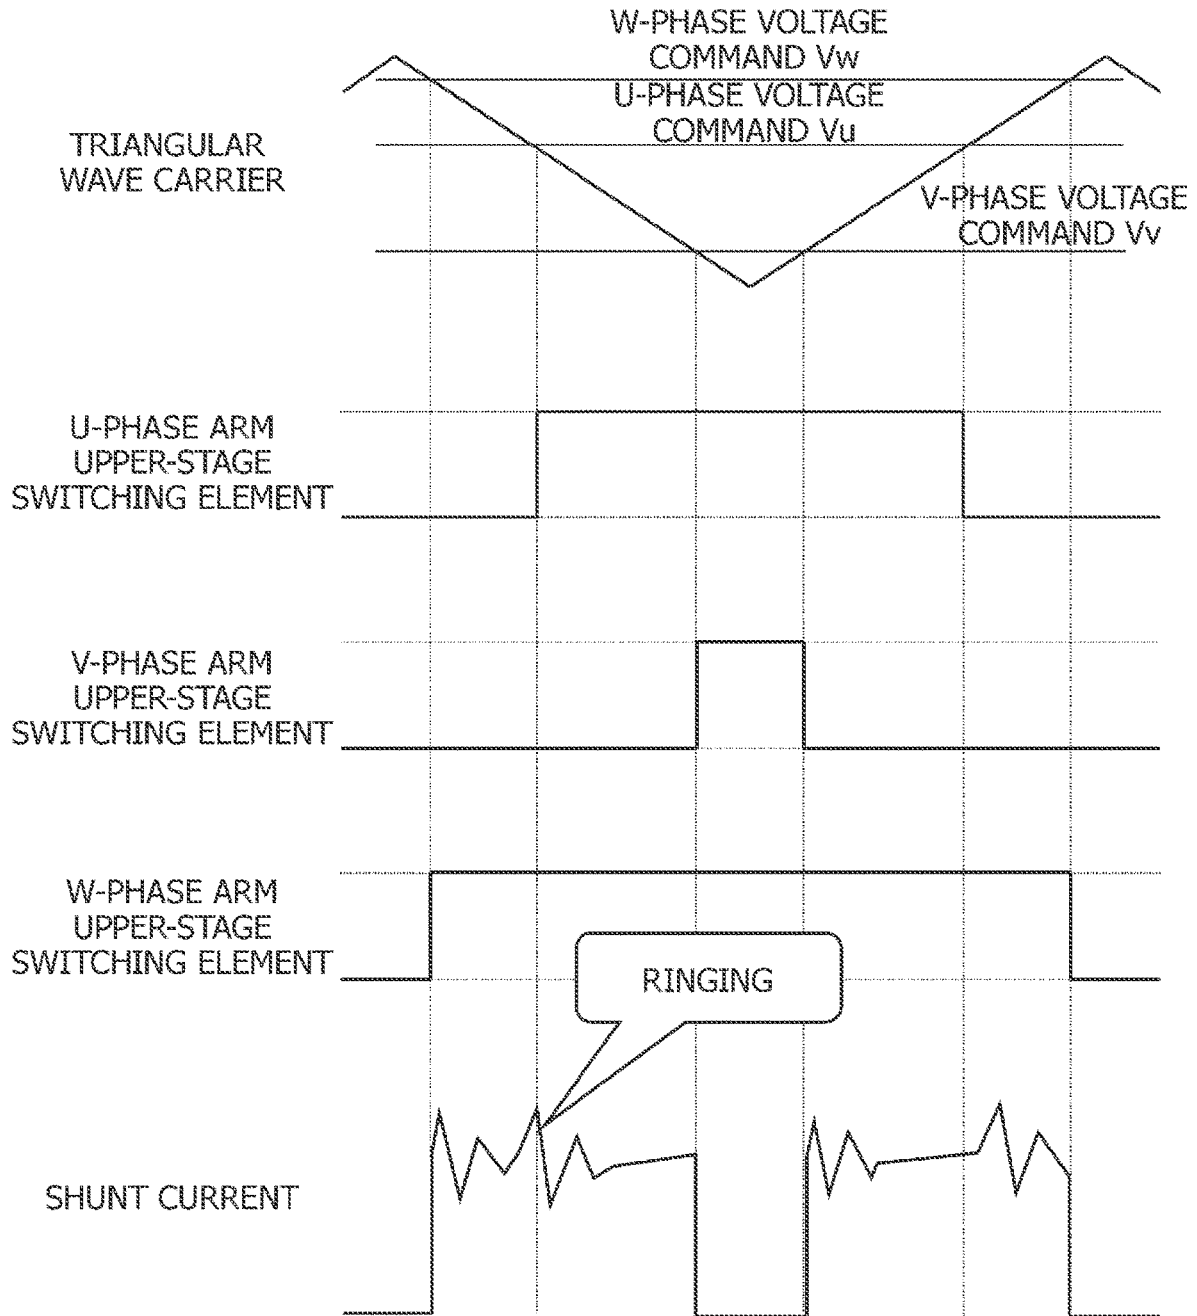 W-PHASE VOLTAGE
COMMAND Vw
U-PHASE VOLTAGE
COMMAND Vu
TRIANGULAR
WAVE CARRIER
V-PHASE VOLTAGE
COMMAND Vv
U-PHASE ARM
UPPER-STAGE
SWITCHING ELEMENT
V-PHASE ARM
UPPER-STAGE
SWITCHING ELEMENT
W-PHASE ARM
UPPER-STAGE
SWITCHING ELEMENT
RINGING
SHUNT CURRENT